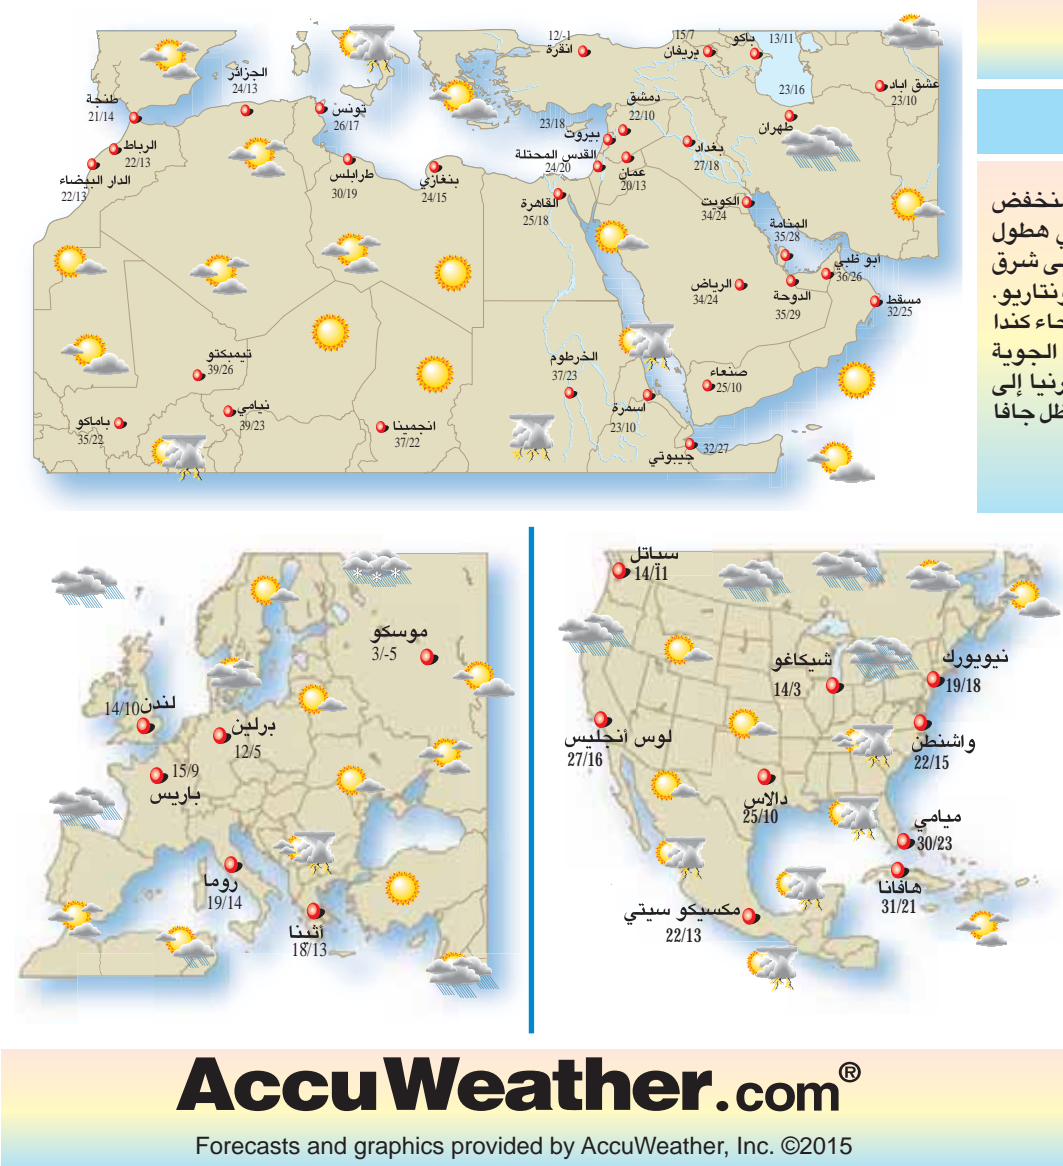 12/-1
انقرة
15/7
يريفان
باكو
13/11
عشق اباد
23/10
23/16
طهران
الجزائر
24/13
طنجة
21/14
تونس
26/17
دمشق
22/10
23/18
بيروت
بغداد
27/18
الرباط
22/13
القدس المحتلة
24/20
عمان
20/13
الدار البيضاء
22/13
طرابلس
30/19
بنغازي
24/15
القاهرة
25/18
الكويت
34/24
المنامة
35/28
أبو ظبي
36/26
الرياض
34/24
الدوحة
35/29
مسقط
32/25
تيمبكتو
39/26
الخرطوم
37/23
صنعاء
25/10
اسمرة
23/10
نيامي
39/23
باماكو
35/22
انجمينا
37/22
32/27
جيبوتي
هطول
شرق
ونتاريو.
كندا
الجوية
إلى
جافا
موسكو
3/-5
لندن
14/10
برلين
12/5
15/9
باريس
روما
19/14
أثينا
18/13
سياتل
14/11
شيكاغو
14/3
نيويورك
19/18
لوس أنجليس
27/16
واشنطن
22/15
دالاس
25/10
ميامي
30/23
هافانا
31/21
مكسيكو سيتي
22/13
AccuWeather.com®
Forecasts and graphics provided by AccuWeather, Inc. ©2015